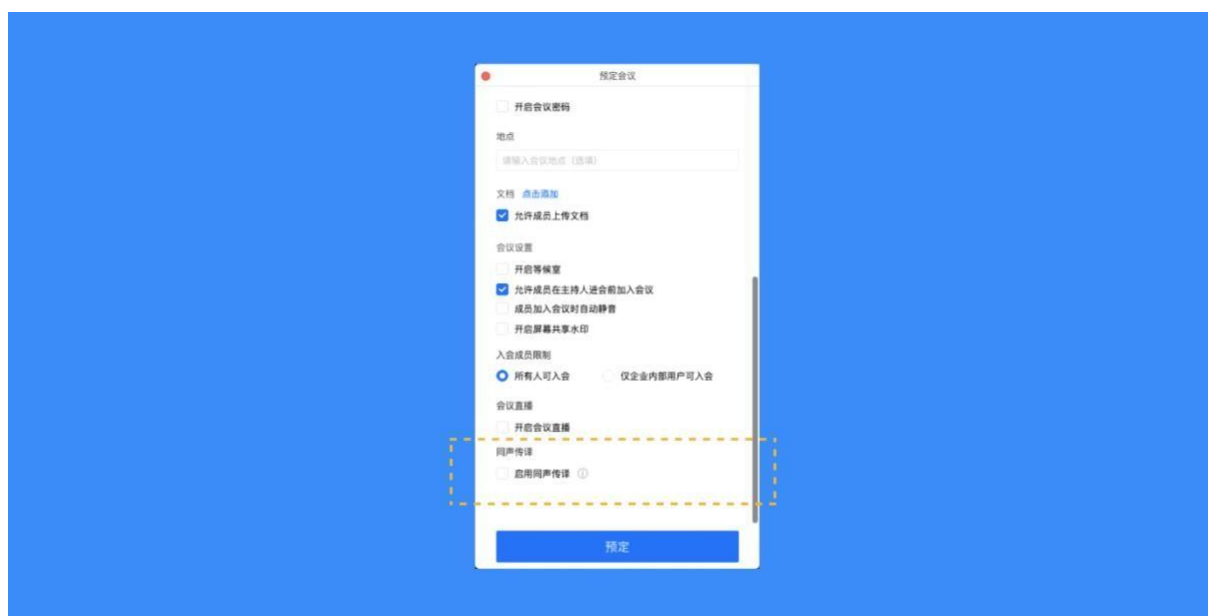 预定会议
开启会议密码
地点
请输入会议地点（选填）
文档 点击添加
允许成员上传文档
会议设置
开启等候室
允许成员在主持人进会前加入会议
成员加入会议时自动静音
开启屏幕共享水印
入会成员限制
所有人可入会 仅企业内部用户可入会
会议直播
开启会议直播
同声传译
启用同声传译
预定